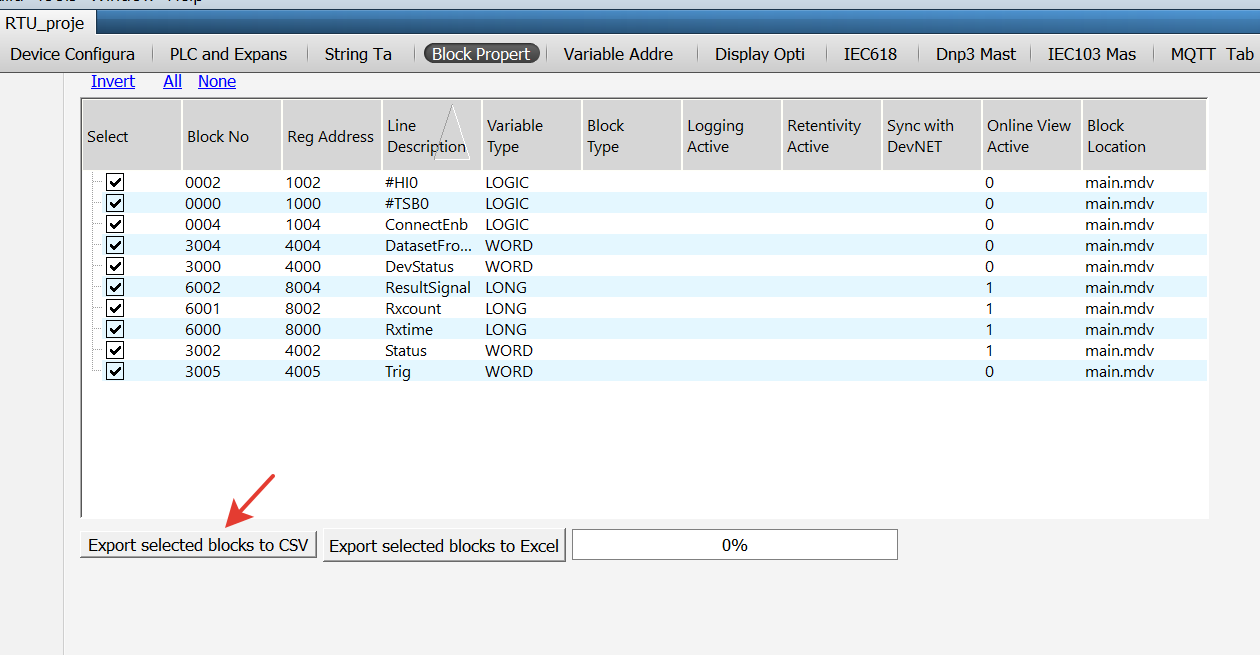 Tools Window Help
RTU_proje
Device Configura PLC and Expans String Ta Block Propert Variable Addre Display Opti IEC618 Dnp3 Mast IEC103 Mas MQTT Tab
Invert All None
Select Block No Reg Address Line Description Variable Type Block Type Logging Active Retentivity Active Sync with DevNET Online View Active Block Location
0002 1002 #HI0 LOGIC 0 main.mdv
0000 1000 #TSB0 LOGIC 0 main.mdv
0004 1004 ConnectEnb LOGIC 0 main.mdv
3004 4004 DatasetFro... WORD 0 main.mdv
3000 4000 DevStatus WORD 0 main.mdv
6002 8004 ResultSignal LONG 1 main.mdv
6001 8002 Rxcount LONG 1 main.mdv
6000 8000 Rxtime LONG 1 main.mdv
3002 4002 Status WORD 1 main.mdv
3005 4005 Trig WORD 0 main.mdv
Export selected blocks to CSV Export selected blocks to Excel 0%